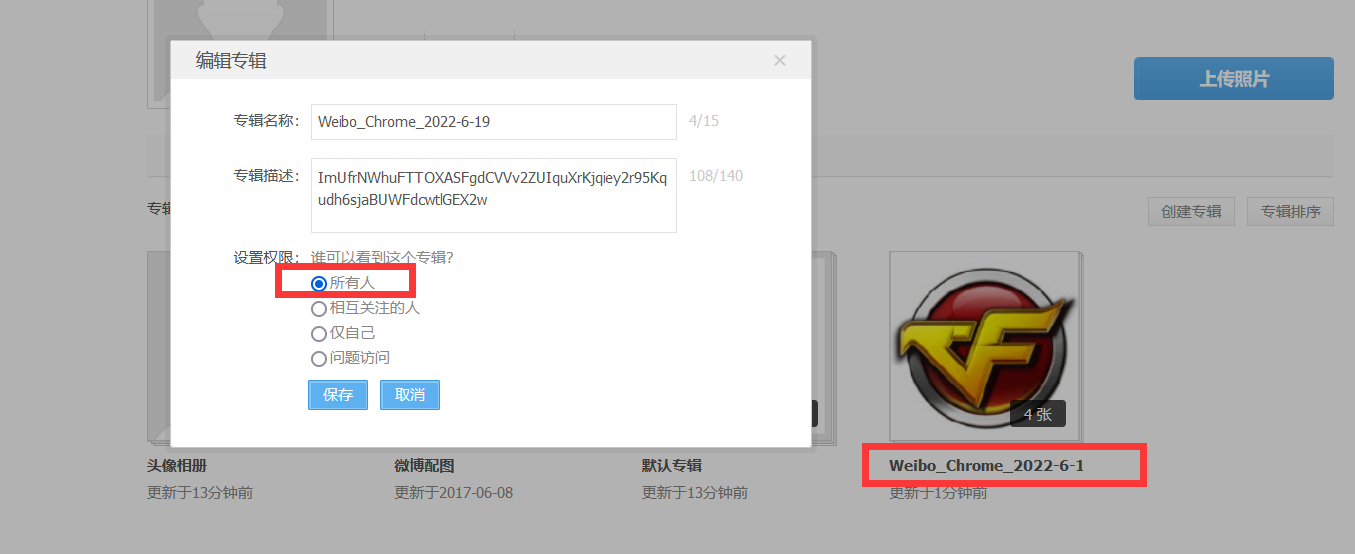 编辑专辑
上传照片
专辑名称： Weibo_Chrome_2022-6-19 4/15
专辑描述： ImUfrNWhuFTTOXASFgdCVVv2ZUIquXrKjqiey2r95Kq 108/140
udh6sjaBUWFdcwtlGEX2w
专辑
创建专辑 专辑排序
设置权限： 谁可以看到这个专辑?
所有人
相互关注的人
仅自己
问题访问
保存 取消
4 张
头像相册 微博配图 默认专辑 Weibo_Chrome_2022-6-1
更新于13分钟前 更新于2017-06-08 更新于13分钟前 更新于1分钟前